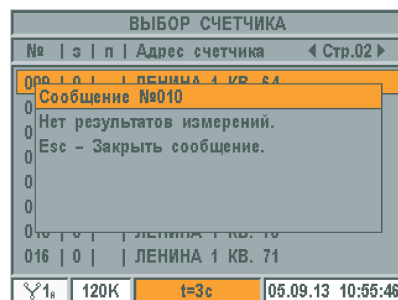 ВЫБОР СЧЕТЧИКА
№ | з | п | Адрес счетчика ◀ Стр.02 ▶
009 | 0 | | ЛЕНИНА 1 КВ. 64
Сообщение №010
Нет результатов измерений.
Esc – Закрыть сообщение.
016 | 0 | | ЛЕНИНА 1 КВ. 71
1 120K t=3c 05.09.13 10:55:46